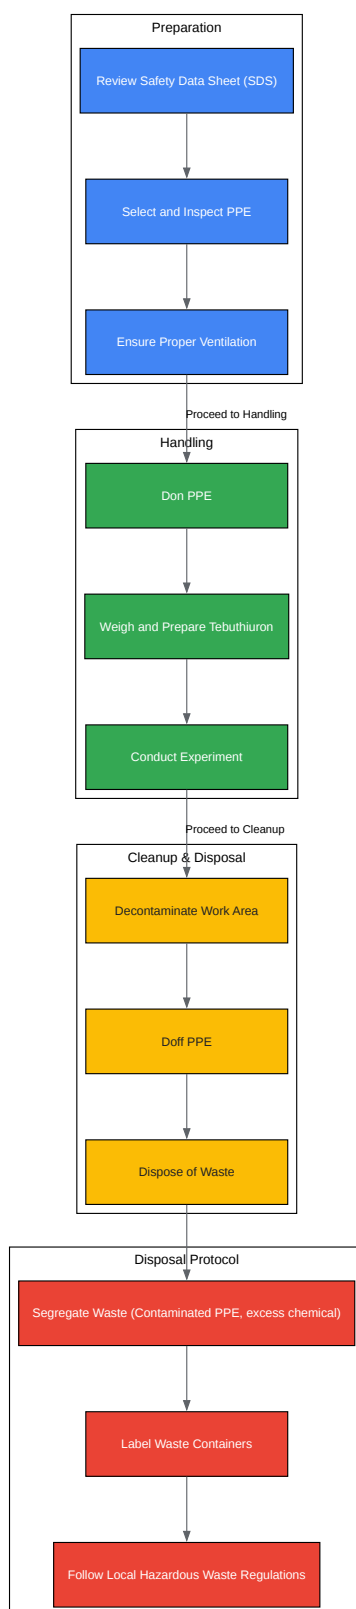 Preparation
Review Safety Data Sheet (SDS)
Select and Inspect PPE
Ensure Proper Ventilation
Proceed to Handling
Handling
Don PPE
Weigh and Prepare Tebuthiuron
Conduct Experiment
Proceed to Cleanup
Cleanup & Disposal
Decontaminate Work Area
Doff PPE
Dispose of Waste
Disposal Protocol
Segregate Waste (Contaminated PPE, excess chemical)
Label Waste Containers
Follow Local Hazardous Waste Regulations